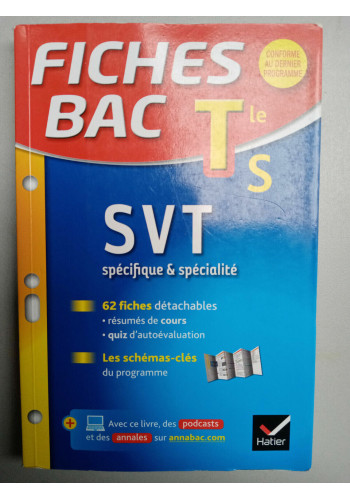 FICHES
BAC
CONFORME
AU DERNIER
PROGRAMME
Tle
S
SVT
spécifique & spécialité
62 fiches détachables
• résumés de cours
• quiz d'autoévaluation
Les schémas-clés
du programme
+ Avec ce livre, des podcasts
et des annales sur annabac.com
Hatier